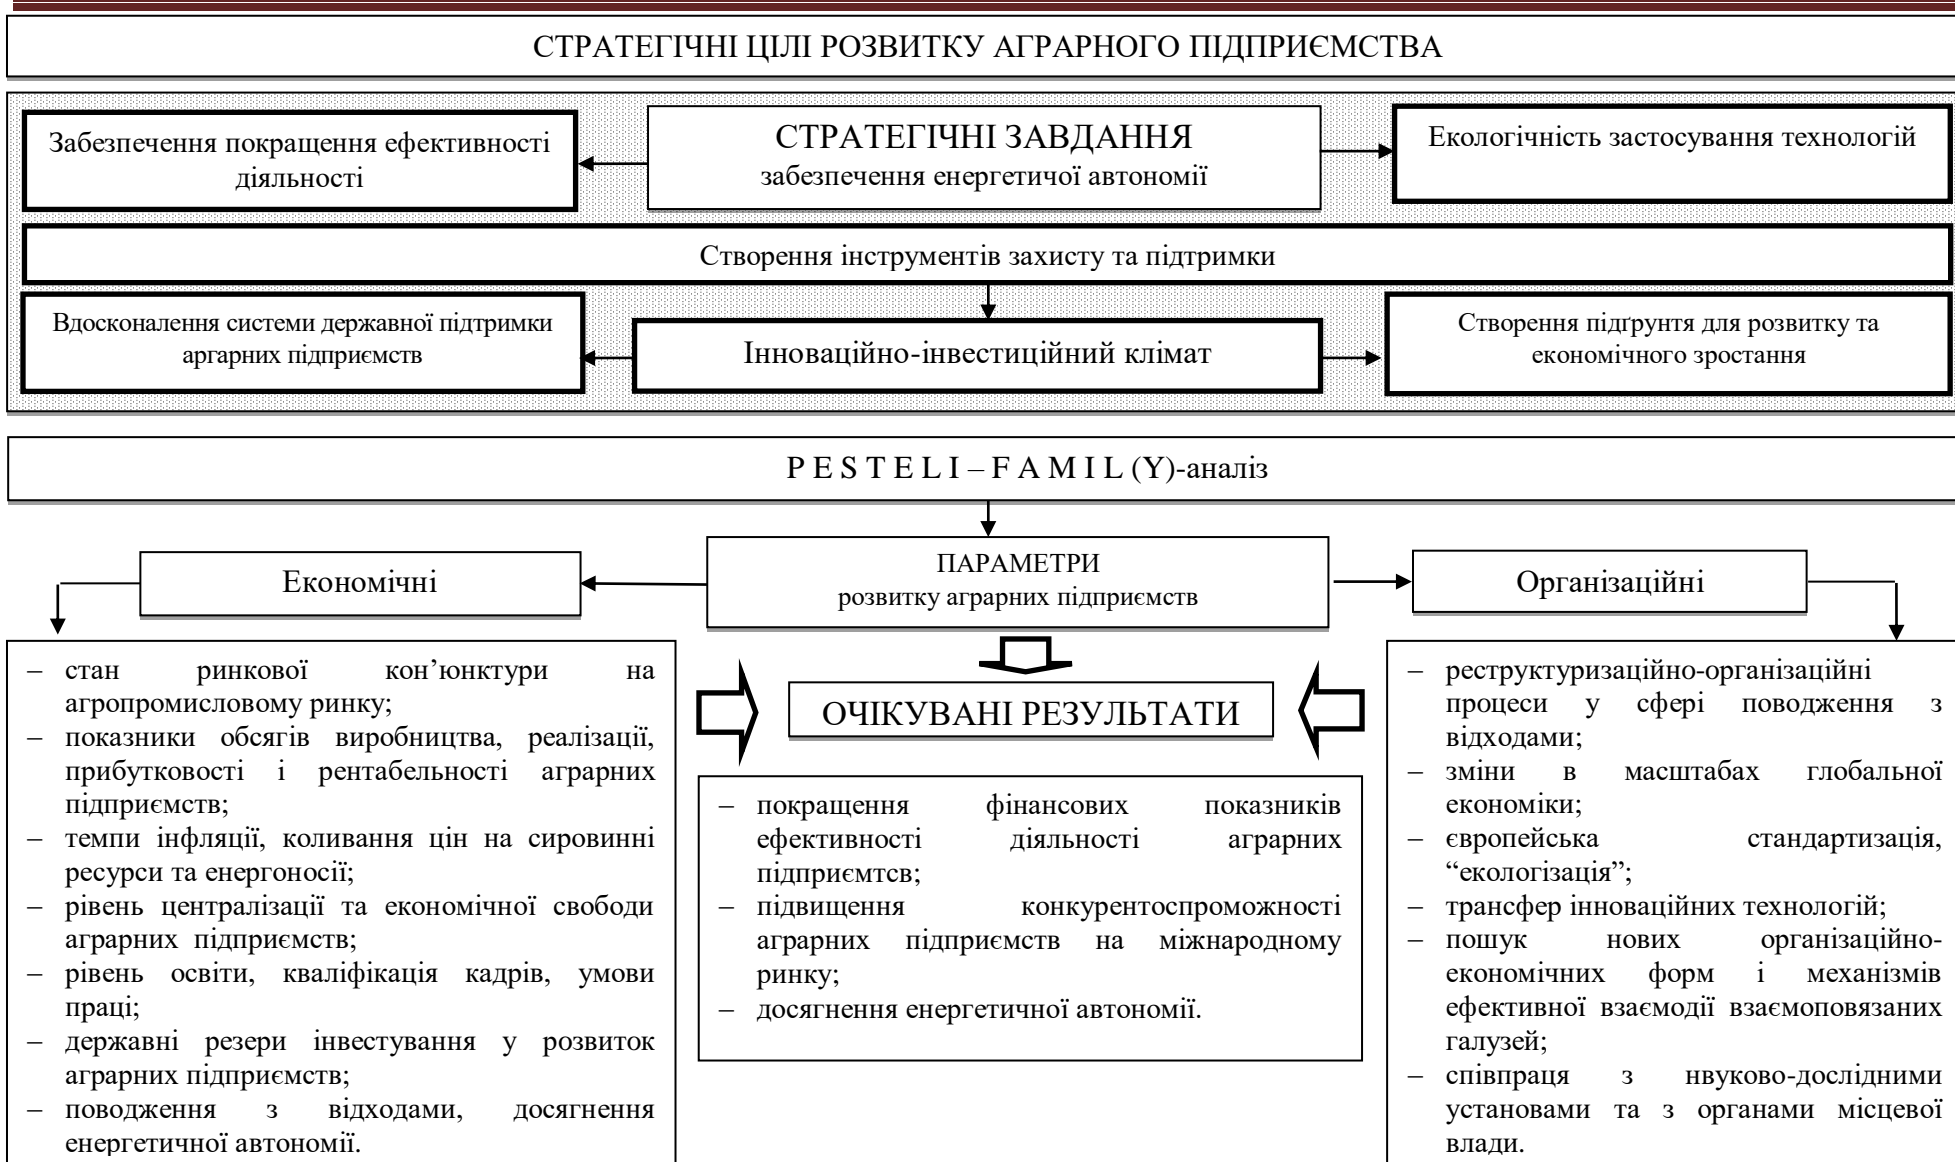 СТРАТЕГІЧНІ ЦІЛІ РОЗВИТКУ АГРАРНОГО ПІДПРИЄМСТВА
Забезпечення покращення ефективності
діяльності
СТРАТЕГІЧНІ ЗАВДАННЯ
забезпечення енергетичої автономії
Екологічність застосування технологій
Створення інструментів захисту та підтримки
Вдосконалення системи державної підтримки
аргарних підприємств
Інноваційно-інвестиційний клімат
Створення підґрунтя для розвитку та
економічного зростання
P E S T E L I – F A M I L (Y)-аналіз
Економічні
ПАРАМЕТРИ
розвитку аграрних підприємств
Організаційні
– стан ринкової кон’юнктури на
агропромисловому ринку;
– показники обсягів виробництва, реалізації,
прибутковості і рентабельності аграрних
підприємств;
– темпи інфляції, коливання цін на сировинні
ресурси та енергоносії;
– рівень централізації та економічної свободи
аграрних підприємств;
– рівень освіти, кваліфікація кадрів, умови
праці;
– державні резери інвестування у розвиток
аграрних підприємств;
– поводження з відходами, досягнення
енергетичної автономії.
ОЧІКУВАНІ РЕЗУЛЬТАТИ
– покращення фінансових показників
ефективності діяльності аграрних
підприємтсв;
– підвищення конкурентоспроможності
аграрних підприємств на міжнародному
ринку;
– досягнення енергетичної автономії.
– реструктуризаційно-організаційні
процеси у сфері поводження з
відходами;
– зміни в масштабах глобальної
економіки;
– європейська стандартизація,
“екологізація”;
– трансфер інноваційних технологій;
– пошук нових організаційно-
економічних форм і механізмів
ефективної взаємодії взаємоповязаних
галузей;
– співпраця з нвуково-дослідними
установами та з органами місцевої
влади.